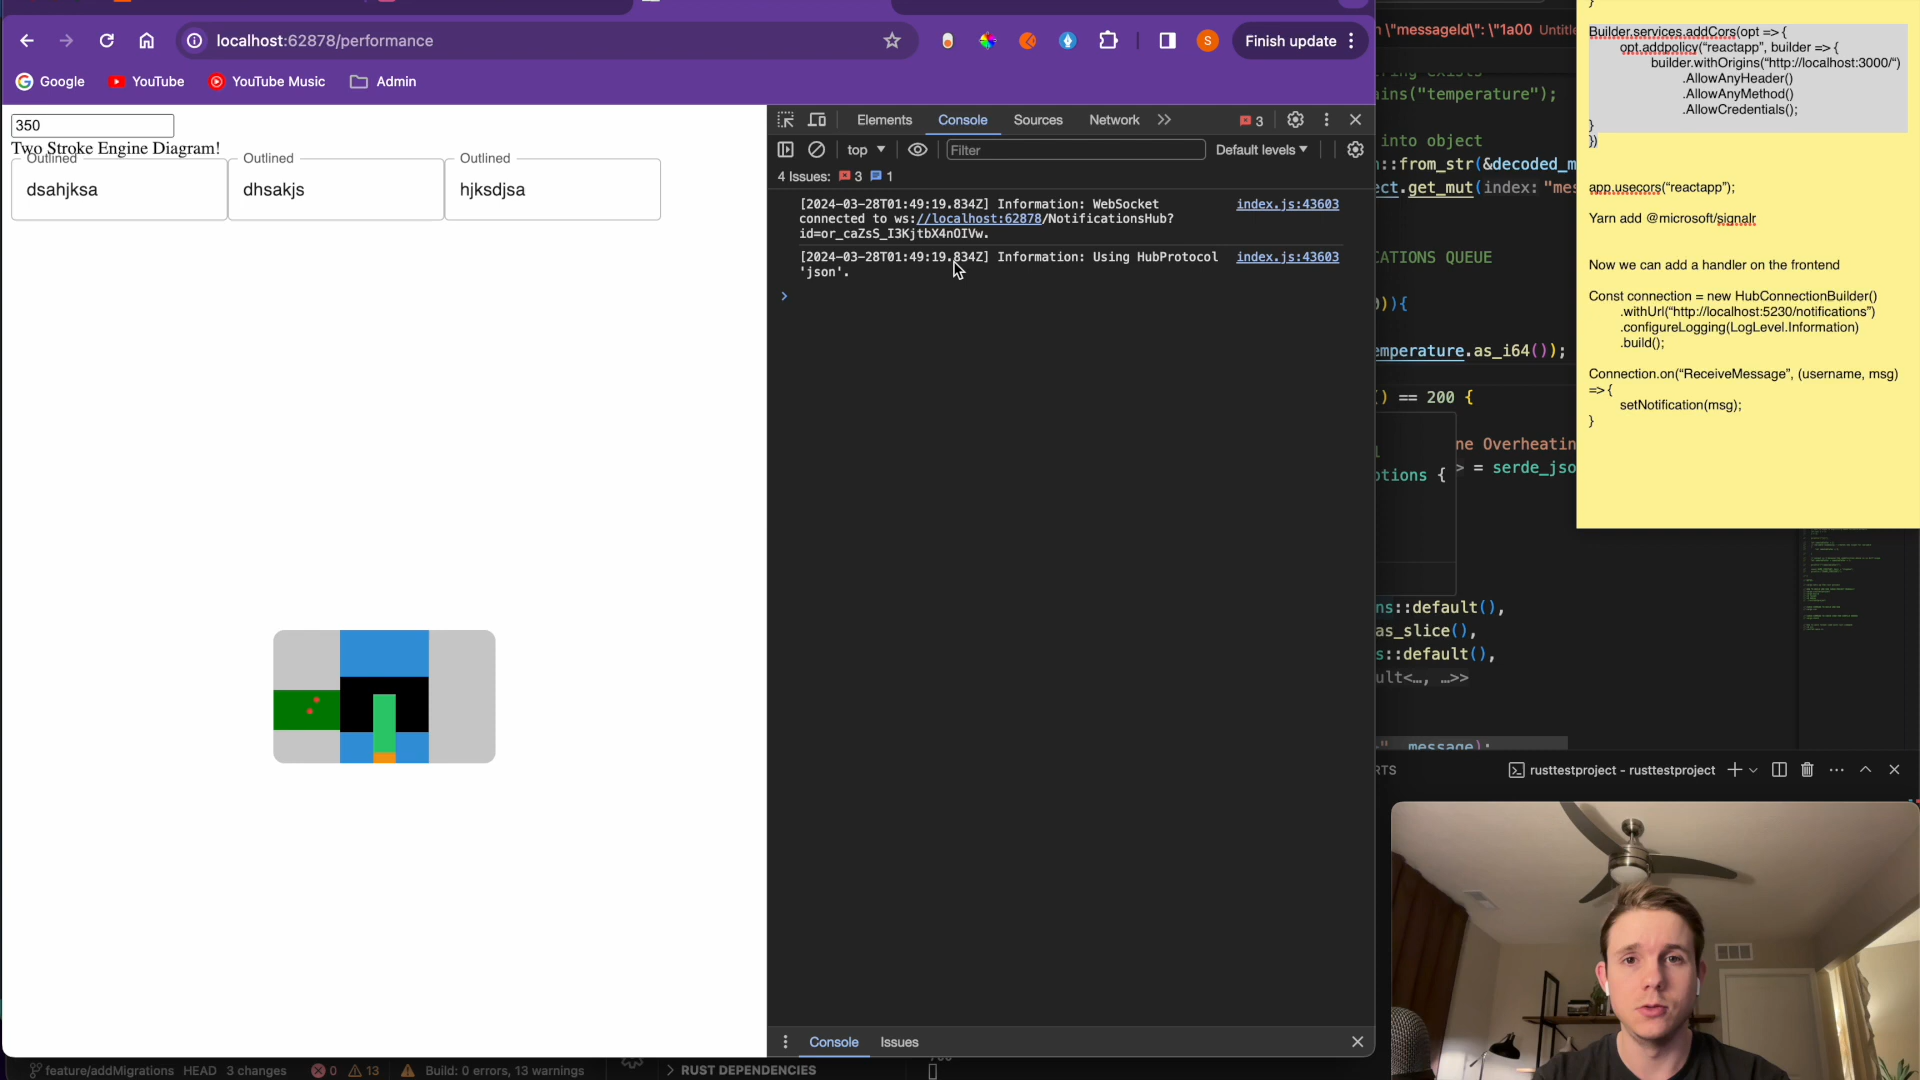 localhost:62878/performance
S
Finish update
Google
YouTube
YouTube Music
Admin
350
Two Stroke Engine Diagram!
Outlined
Outlined
Outlined
dsahjksa
dhsakjs
hjksdjsa
Elements
Console
Sources
Network
3
top
Filter
Default levels
4 Issues: 3 1
[2024-03-28T01:49:19.834Z] Information: WebSocket
connected to ws://localhost:62878/NotificationsHub?
id=or_caZsS_I3KjtbX4nOIVw.
index.js:43603
[2024-03-28T01:49:19.834Z] Information: Using HubProtocol
'json'.
index.js:43603
Console
Issues
\"messageId\": \"1a00
Untitle
ains("temperature");
into object
::from_str(&decoded_m
ect.get_mut(index: "mes
ATIONS QUEUE
)){
emperature.as_i64());
() == 200 {
ne Overheatin
> = serde_jso
otions {
ns::default(),
as_slice(),
s::default(),
ult<…, …>>
message);
RTS
rusttestproject - rusttestproject
}
Builder.services.addCors(opt => {
opt.addpolicy("reactapp", builder => {
builder.withOrigins("http://localhost:3000/")
.AllowAnyHeader()
.AllowAnyMethod()
.AllowCredentials();
}
})
app.usecors("reactapp");
Yarn add @microsoft/signalr
Now we can add a handler on the frontend
Const connection = new HubConnectionBuilder()
.withUrl("http://localhost:5230/notifications")
.configureLogging(LogLevel.Information)
.build();
Connection.on("ReceiveMessage", (username, msg)
=> {
setNotification(msg);
}
feature/addMigrations HEAD 3 changes
0
13
Build: 0 errors, 13 warnings
RUST DEPENDENCIES